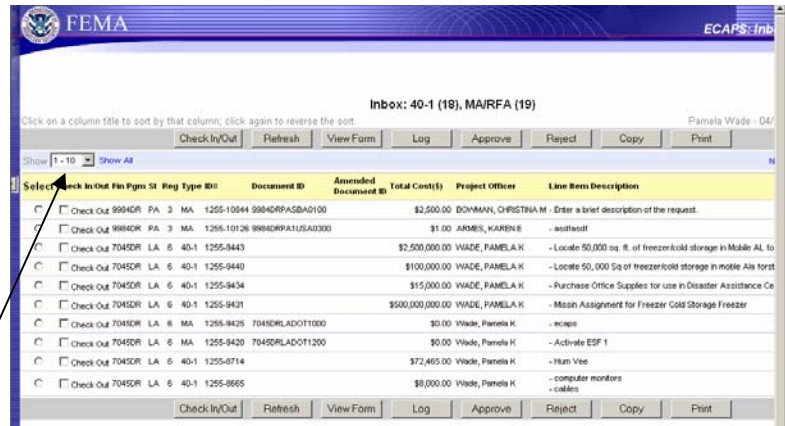 FEMA
ECAPS: Inb
Inbox: 40-1 (18), MA/RFA (19)
Click on a column title to sort by that column; click again to reverse the sort. Pamela Wade - 04/
Check In/Out Refresh View Form Log Approve Reject Copy Print
Show 1 - 10 Show All N
Select Check In/Out Fin Pgm St Reg Type ID# Document ID Amended Document ID Total Cost($) Project Officer Line Item Description
Check Out 9984DR PA 3 MA 1255-10044 9984DRPASBA0100 $2,500.00 BOWMAN, CHRISTINA M - Enter a brief description of the request.
Check Out 9984DR PA 3 MA 1255-10126 9984DRPA1USA0300 $1.00 ARMES, KAREN E - asdfasdf
Check Out 7045DR LA 6 40-1 1255-9443 $2,500,000.00 WADE, PAMELA K - Locate 50,000 sq. ft. of freezer/cold storage in Mobile AL fo
Check Out 7045DR LA 6 40-1 1255-9440 $100,000.00 WADE, PAMELA K - Locate 50, 000 Sq of freezer/cold storage in moble Ala forst
Check Out 7045DR LA 6 40-1 1255-9434 $15,000.00 WADE, PAMELA K - Purchase Office Supplies for use in Disaster Assistance Ce
Check Out 7045DR LA 6 40-1 1255-9431 $500,000,000.00 WADE, PAMELA K - Missin Assignment for Freezer Cold Storage Freezer
Check Out 7045DR LA 6 MA 1255-9425 7045DRLADOT1000 $0.00 Wade, Pamela K - ecaps
Check Out 7045DR LA 6 MA 1255-9420 7045DRLADOT1200 $0.00 Wade, Pamela K - Activate ESF 1
Check Out 7045DR LA 6 40-1 1255-8714 $72,465.00 Wade, Pamela K - Hum Vee
Check Out 7045DR LA 6 40-1 1255-8665 $8,000.00 Wade, Pamela K - computer monitors
- cables
Check In/Out Refresh View Form Log Approve Reject Copy Print